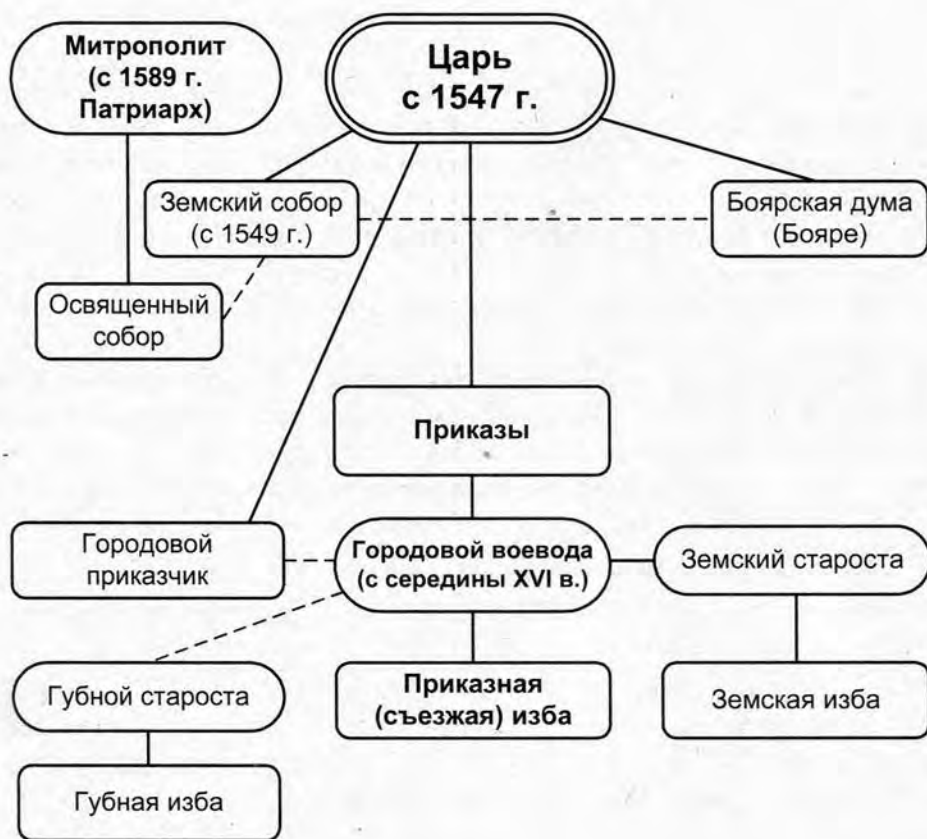 Митрополит
(с 1589 г.
Патриарх)
Царь
с 1547 г.
Земский собор
(с 1549 г.)
Боярская дума
(Бояре)
Освященный
собор
Приказы
Городовой
приказчик
Городовой воевода
(с середины XVI в.)
Земский староста
Губной староста
Приказная
(съезжая) изба
Земская изба
Губная изба